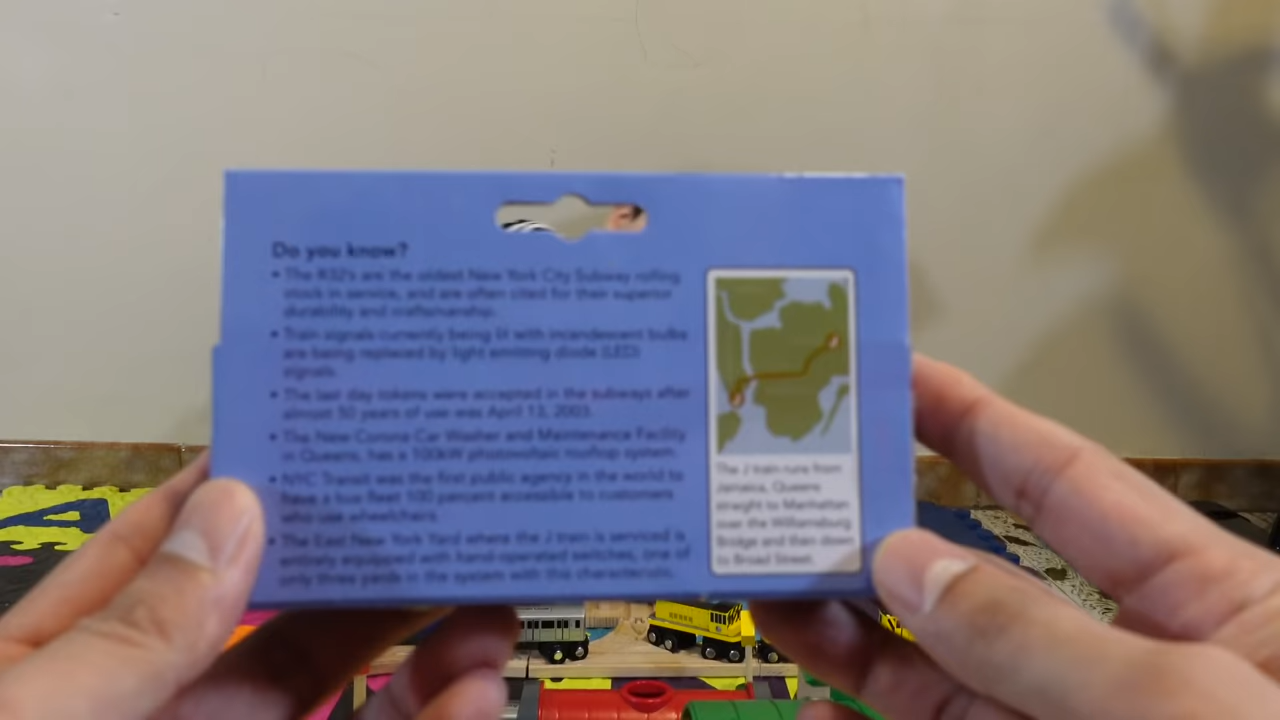 Do you know?
• The R32's are the oldest New York City Subway rolling
stock in service, and are often cited for their superior
durability and craftsmanship.
• Train signals currently being lit with incandescent bulbs
are being replaced by light emitting diode (LED)
signals.
• The last day tokens were accepted in the subways after
almost 50 years of use was April 13, 2003.
• The New Corona Car Washer and Maintenance Facility
in Queens, has a 100kW photovoltaic rooftop system.
• NYC Transit was the first public agency in the world to
have a bus fleet 100 percent accessible to customers
who use wheelchairs.
• The East New York Yard where the J train is serviced is
entirely equipped with hand-operated switches, one of
only three yards in the system with this characteristic.
The J train runs from
Jamaica, Queens
straight to Manhattan
over the Williamsburg
Bridge and then down
to Broad Street.